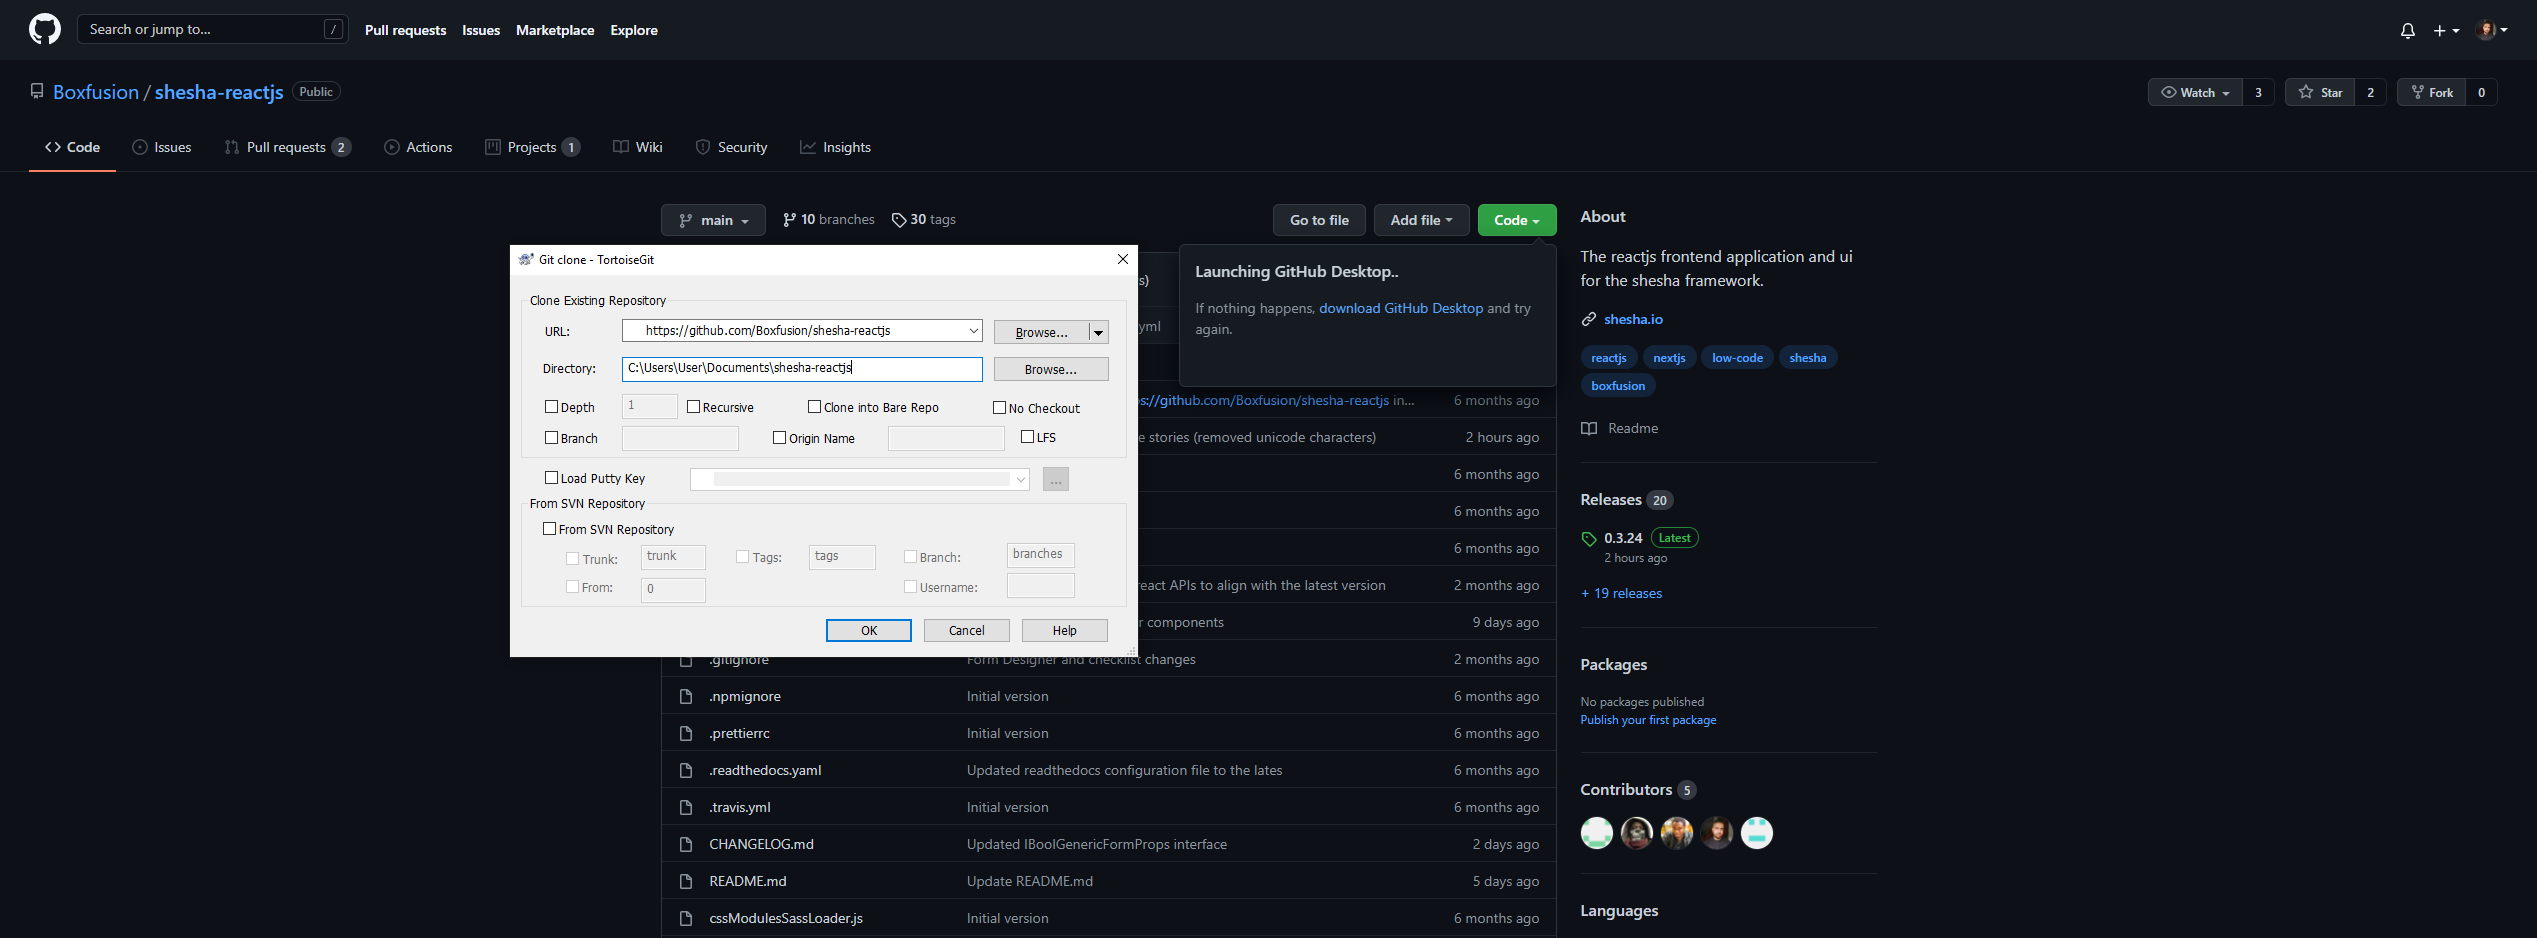 Search or jump to...
/
Pull requests
Issues
Marketplace
Explore
Boxfusion / shesha-reactjs
Public
Watch
3
Star
2
Fork
0
Code
Issues
Pull requests 2
Actions
Projects 1
Wiki
Security
Insights
main
10 branches
30 tags
Go to file
Add file
Code
Launching GitHub Desktop..
If nothing happens, download GitHub Desktop and try
again.
Git clone - TortoiseGit
Clone Existing Repository
URL:
https://github.com/Boxfusion/shesha-reactjs
Browse...
Directory:
C:\Users\User\Documents\shesha-reactjs
Browse...
Depth
1
Recursive
Clone into Bare Repo
No Checkout
Branch
Origin Name
LFS
Load Putty Key
...
From SVN Repository
From SVN Repository
Trunk:
trunk
Tags:
tags
Branch:
branches
From:
0
Username:
OK
Cancel
Help
s)
yml
s://github.com/Boxfusion/shesha-reactjs in...
6 months ago
e stories (removed unicode characters)
2 hours ago
6 months ago
6 months ago
6 months ago
react APIs to align with the latest version
2 months ago
r components
9 days ago
.gitignore
Form Designer and checklist changes
2 months ago
.npmignore
Initial version
6 months ago
.prettierrc
Initial version
6 months ago
.readthedocs.yaml
Updated readthedocs configuration file to the lates
6 months ago
.travis.yml
Initial version
6 months ago
CHANGELOG.md
Updated IBoolGenericFormProps interface
2 days ago
README.md
Update README.md
5 days ago
cssModulesSassLoader.js
Initial version
6 months ago
About
The reactjs frontend application and ui
for the shesha framework.
shesha.io
reactjs
nextjs
low-code
shesha
boxfusion
Readme
Releases 20
0.3.24
Latest
2 hours ago
+ 19 releases
Packages
No packages published
Publish your first package
Contributors 5
Languages